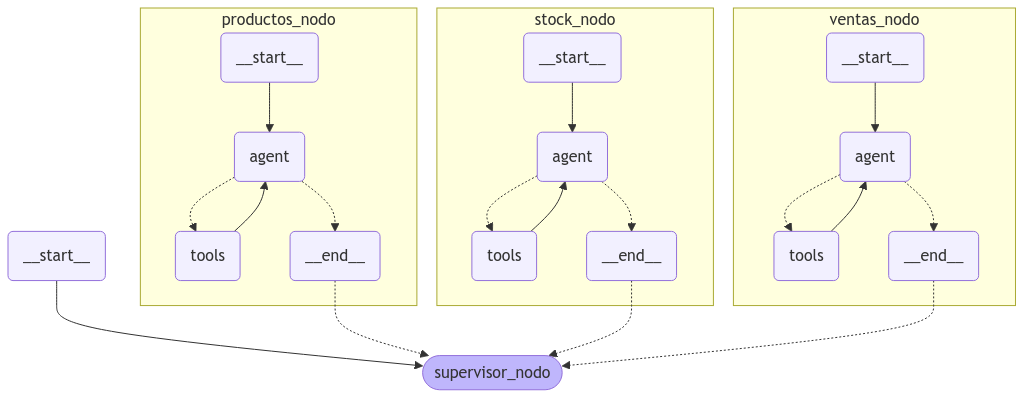 productos_nodo
__start__
agent
tools
__end__
stock_nodo
__start__
agent
tools
__end__
ventas_nodo
__start__
agent
tools
__end__
__start__
supervisor_nodo